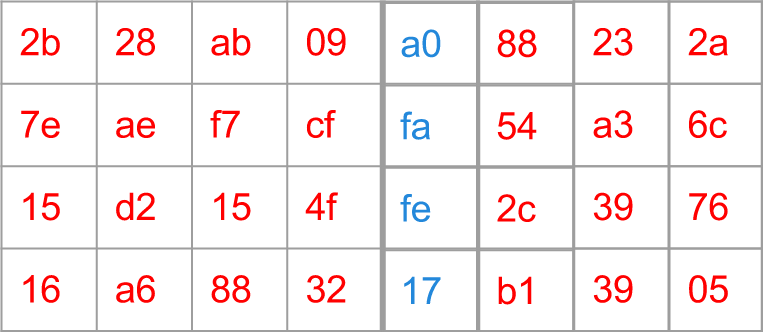 2b 28 ab 09 a0 88 23 2a
7e ae f7 cf fa 54 a3 6c
15 d2 15 4f fe 2c 39 76
16 a6 88 32 17 b1 39 05